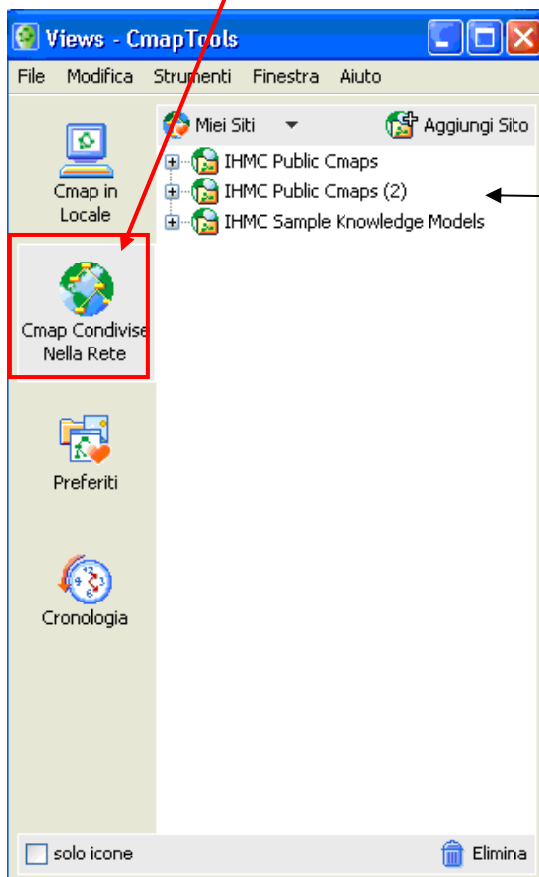 Views - CmapTools
File Modifica Strumenti Finestra Aiuto
Miei Siti Aggiungi Sito
IHMC Public Cmaps
IHMC Public Cmaps (2)
IHMC Sample Knowledge Models
Cmap in
Locale
Cmap Condivise
Nella Rete
Preferiti
Cronologia
solo icone Elimina